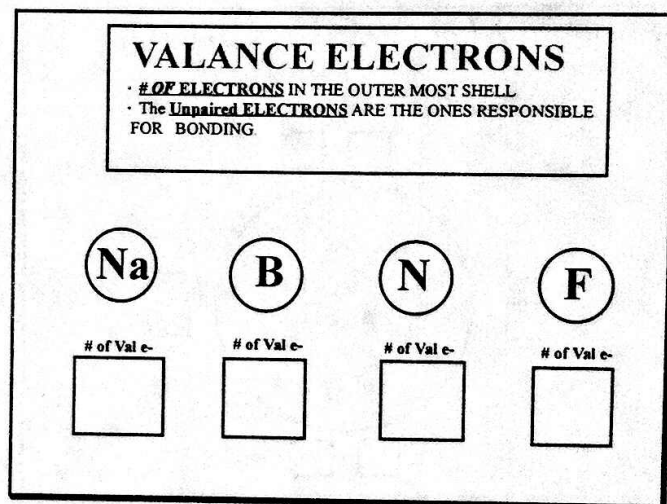 VALANCE ELECTRONS
· # OF ELECTRONS IN THE OUTER MOST SHELL
· The Unpaired ELECTRONS ARE THE ONES RESPONSIBLE
FOR BONDING
Na B N F
# of Val e- # of Val e- # of Val e- # of Val e-